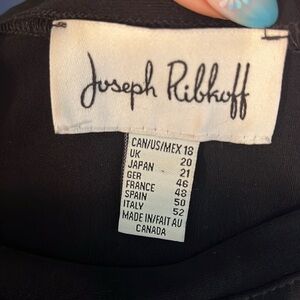 Joseph Ribkoff
CAN/US/MEX 18
UK 20
JAPAN 21
GER 46
FRANCE 48
SPAIN 50
ITALY 52
MADE IN/FAIT AU
CANADA